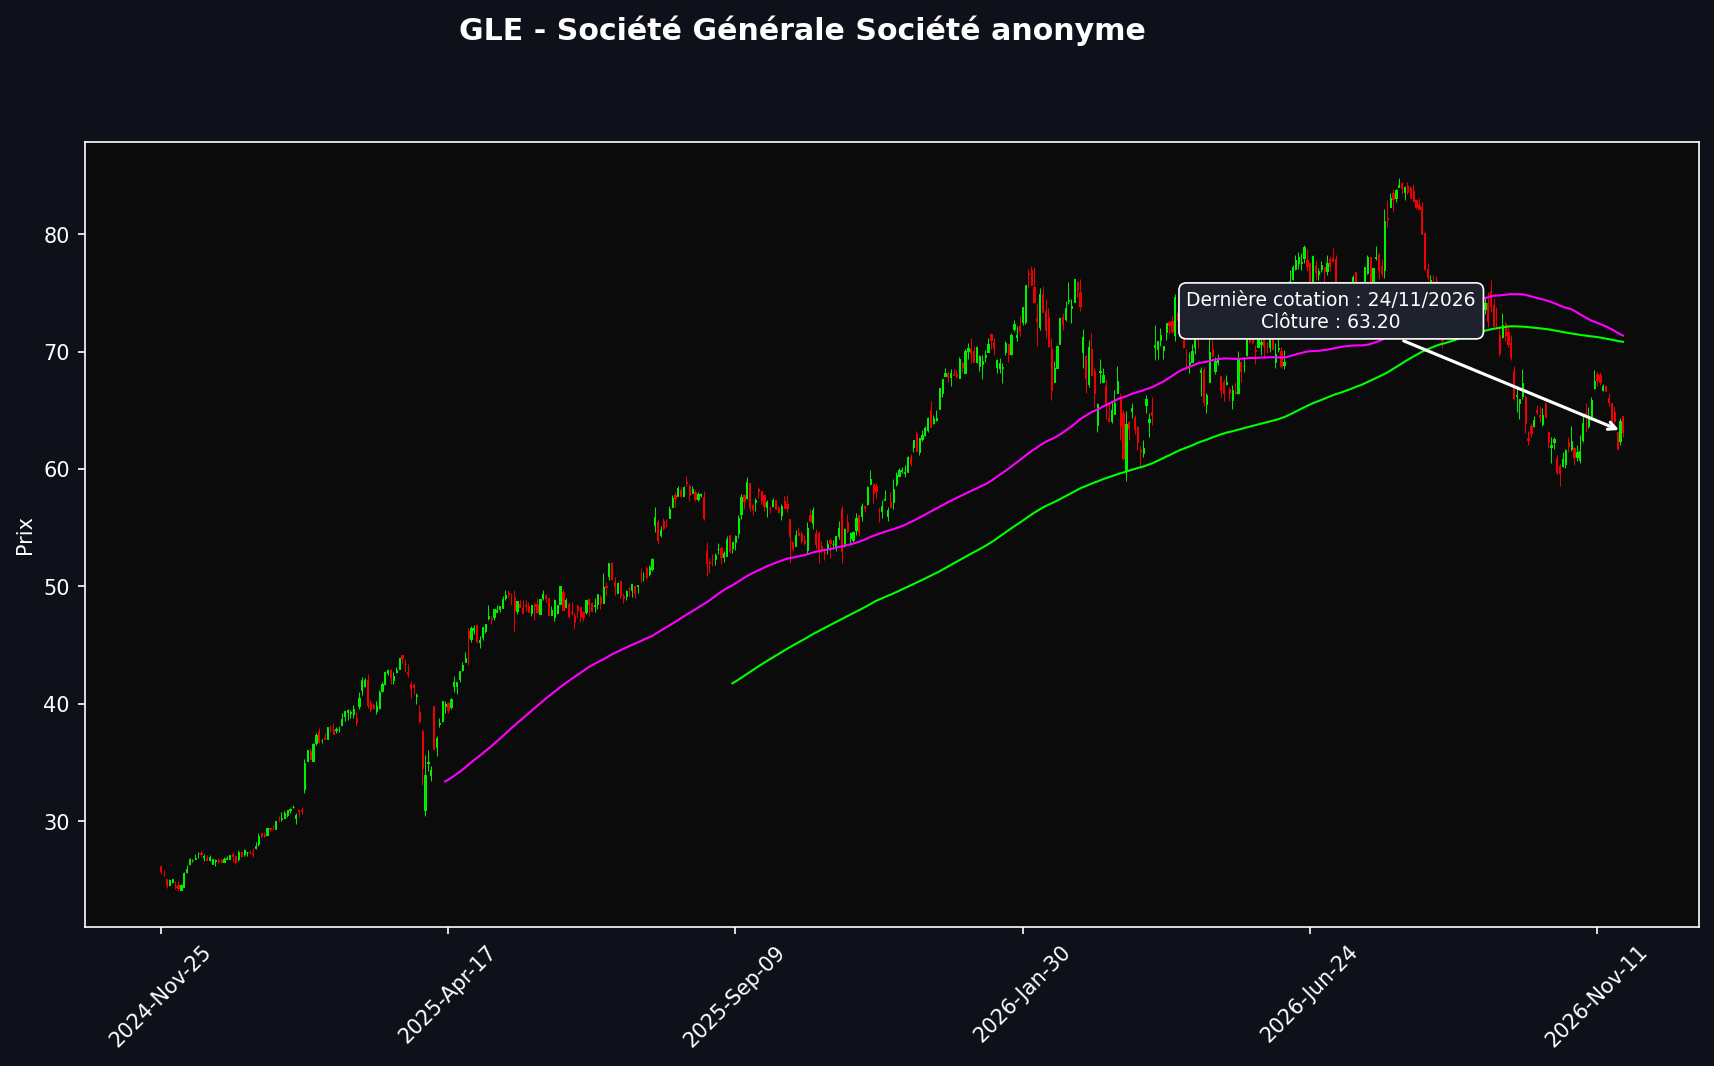 GLE - Société Générale Société anonyme
Prix
80
70
60
50
40
30
Dernière cotation : 24/11/2026
Clôture : 63.20
2024-Nov-25
2025-Apr-17
2025-Sep-09
2026-Jan-30
2026-Jun-24
2026-Nov-11